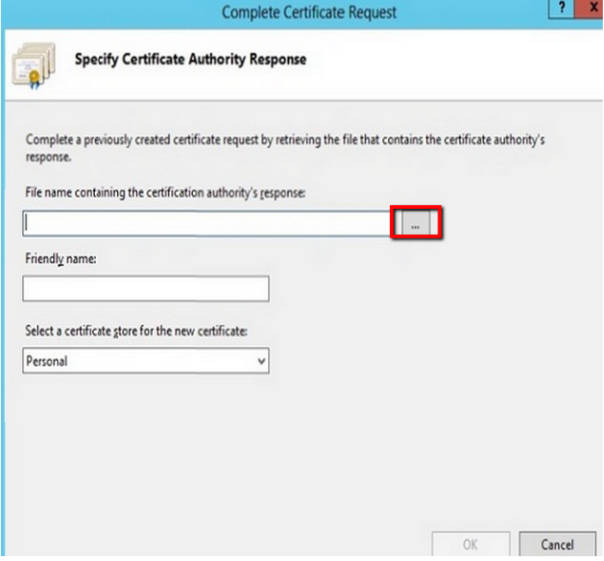 Complete Certificate Request
? X
Specify Certificate Authority Response
Complete a previously created certificate request by retrieving the file that contains the certificate authority's
response.
File name containing the certification authority's response:
...
Friendly name:
Select a certificate store for the new certificate:
Personal
OK Cancel